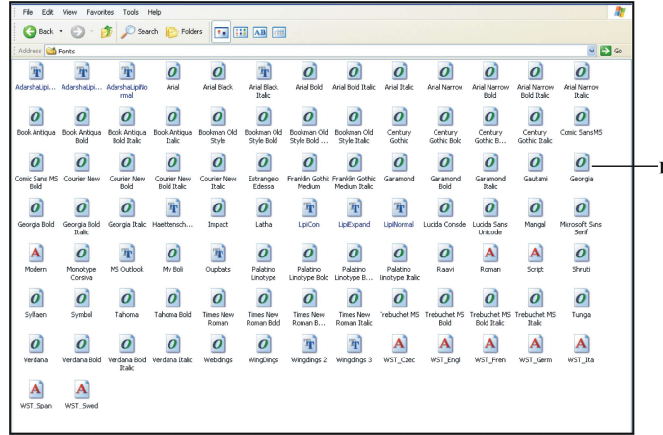 File Edit View Favorites Tools Help
Back Search Folders
Address Fonts Go
AdarshaLipi... AdarshaLipi... AdarshaLipiNo Arial Arial Black Arial Black Arial Bold Arial Bold Italic Arial Italic Arial Narrow Arial Narrow Arial Narrow Arial Narrow
rmal Italic Bold Bold Italic Italic
Book Antiqua Book Antiqua Book Antiqua Book Antiqua Bookman Old Bookman Old Bookman Old Bookman Old Century Century Century Century Comic Sans MS
Bold Bold Italic Italic Style Style Bold Style Bold ... Style Italic Gothic Gothic Bold Gothic B... Gothic Italic
Comic Sans MS Courier New Courier New Courier New Courier New Estrangelo Franklin Gothic Franklin Gothic Garamond Garamond Garamond Gautami Georgia
Bold Bold Bold Italic Italic Edessa Medium Medium Italic Bold Italic
Georgia Bold Georgia Bold Georgia Italic Haettensch... Impact Latha LipiCon LipiExpand LipiNormal Lucida Console Lucida Sans Mangal Microsoft Sans
Italic Unicode Serif
Modern Monotype MS Outlook Mv Boli Oupbats Palatino Palatino Palatino Palatino Raavi Roman Script Shruti
Corsiva Linotype Linotype Bold Linotype B... Linotype Italic
Sylfaen Symbol Tahoma Tahoma Bold Times New Times New Times New Times New Trebuchet MS Trebuchet MS Trebuchet MS Trebuchet MS Tunga
Roman Roman Bold Roman B... Roman Italic Bold Bold Italic Italic
Verdana Verdana Bold Verdana Bold Verdana Italic Webdings WingDings Wingdings 2 Wingdings 3 WST_Czec WST_Engl WST_Fren WST_Germ WST_Ita
Italic
WST_Span WST_Swed